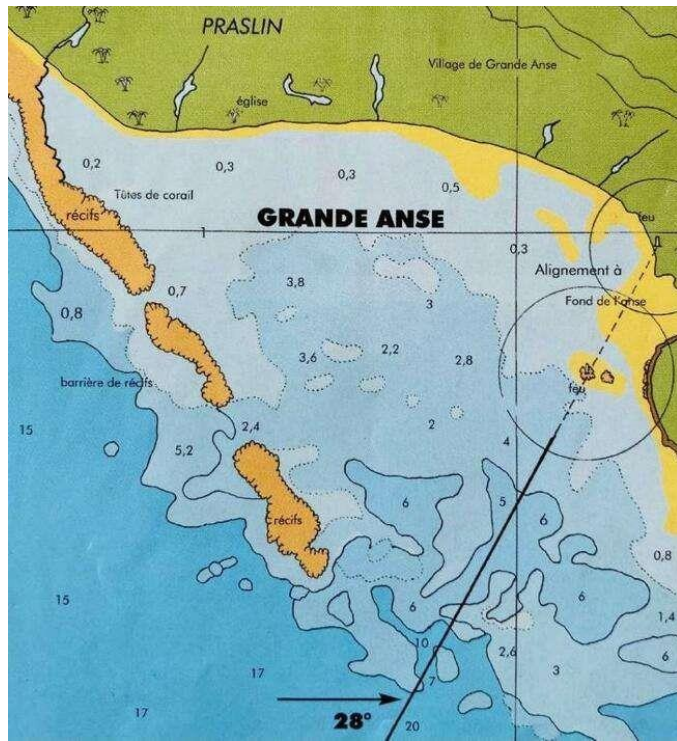 PRASLIN
Village de Grande Anse
église
0,2
0,3
0,3
0,5
Têtes de corail
récifs
GRANDE ANSE
feu
1
0,3
Alignement à
3,8
0,7
3
Fond de l'anse
0,8
3,6
2,2
2,8
barrière de récifs
feu
15
2,4
2
5,2
4
6
5
récifs
6
0,8
15
6
6
1,4
10
2,6
6
17
3
7
17
28°
20